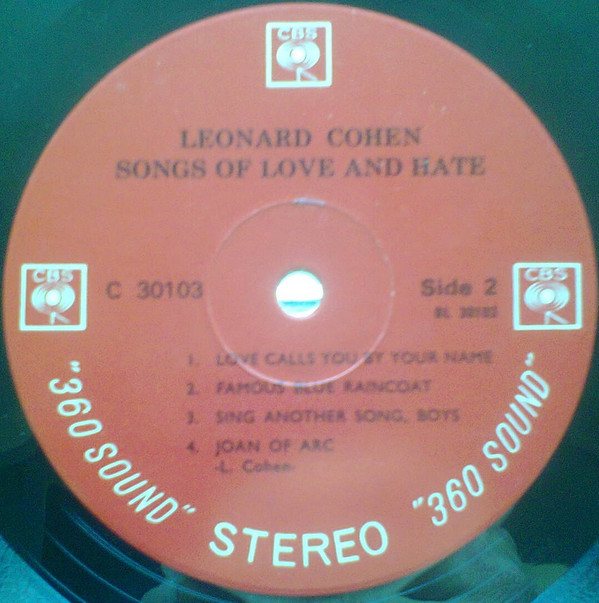 CBS
LEONARD COHEN
SONGS OF LOVE AND HATE
CBS
CBS
C 30103
Side 2
BL 30103
1. LOVE CALLS YOU BY YOUR NAME
2. FAMOUS BLUE RAINCOAT
3. SING ANOTHER SONG, BOYS
4. JOAN OF ARC
-L. Cohen-
"360 SOUND"
STEREO
"360 SOUND"